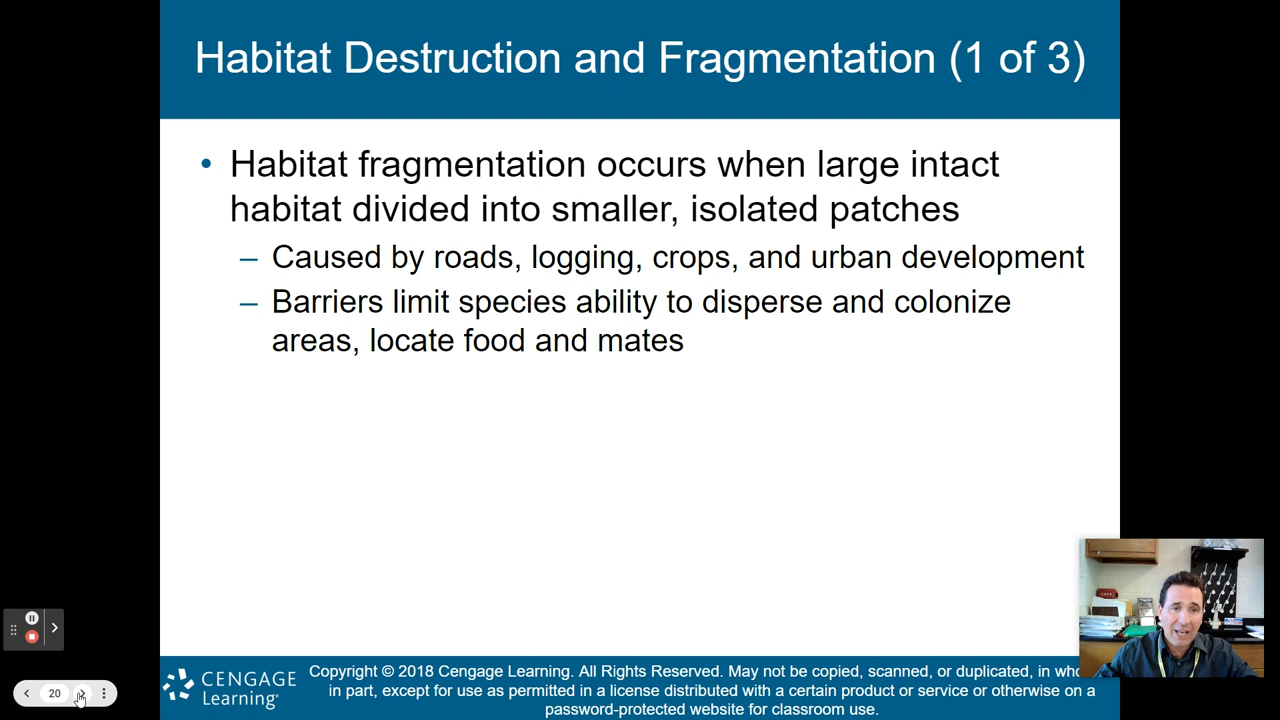 Habitat Destruction and Fragmentation (1 of 3)
• Habitat fragmentation occurs when large intact
habitat divided into smaller, isolated patches
– Caused by roads, logging, crops, and urban development
– Barriers limit species ability to disperse and colonize
areas, locate food and mates
CENGAGE
Learning
Copyright © 2018 Cengage Learning. All Rights Reserved. May not be copied, scanned, or duplicated, in
in part, except for use as permitted in a license distributed with a certain product or service or otherwise on a
password-protected website for classroom use.
20